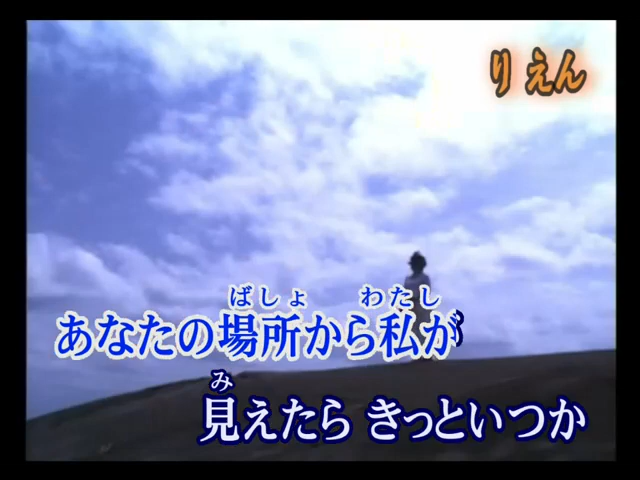 りえん
ばしょ わたし
あなたの場所から私が
み
見えたら きっといつか